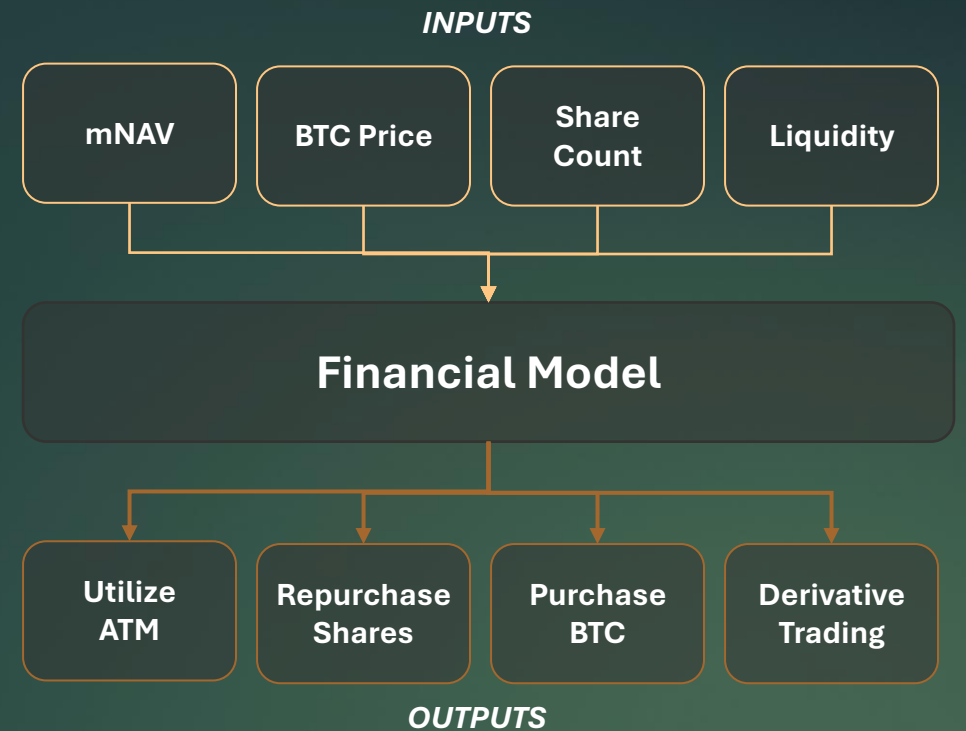 INPUTS
mNAV
BTC Price
Share
Count
Liquidity
Financial Model
Utilize
ATM
Repurchase
Shares
Purchase
BTC
Derivative
Trading
OUTPUTS